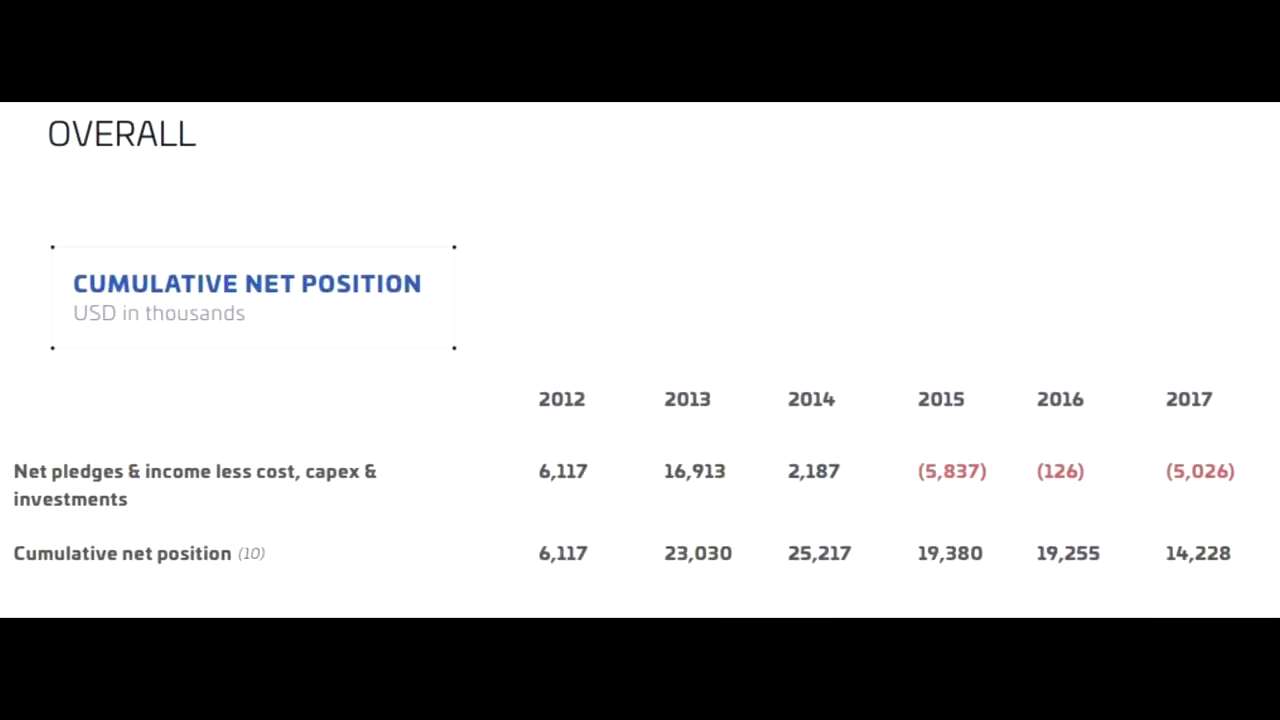 OVERALL
CUMULATIVE NET POSITION
USD in thousands
2012 2013 2014 2015 2016 2017
Net pledges & income less cost, capex & 6,117 16,913 2,187 (5,837) (126) (5,026)
investments
Cumulative net position (10) 6,117 23,030 25,217 19,380 19,255 14,228